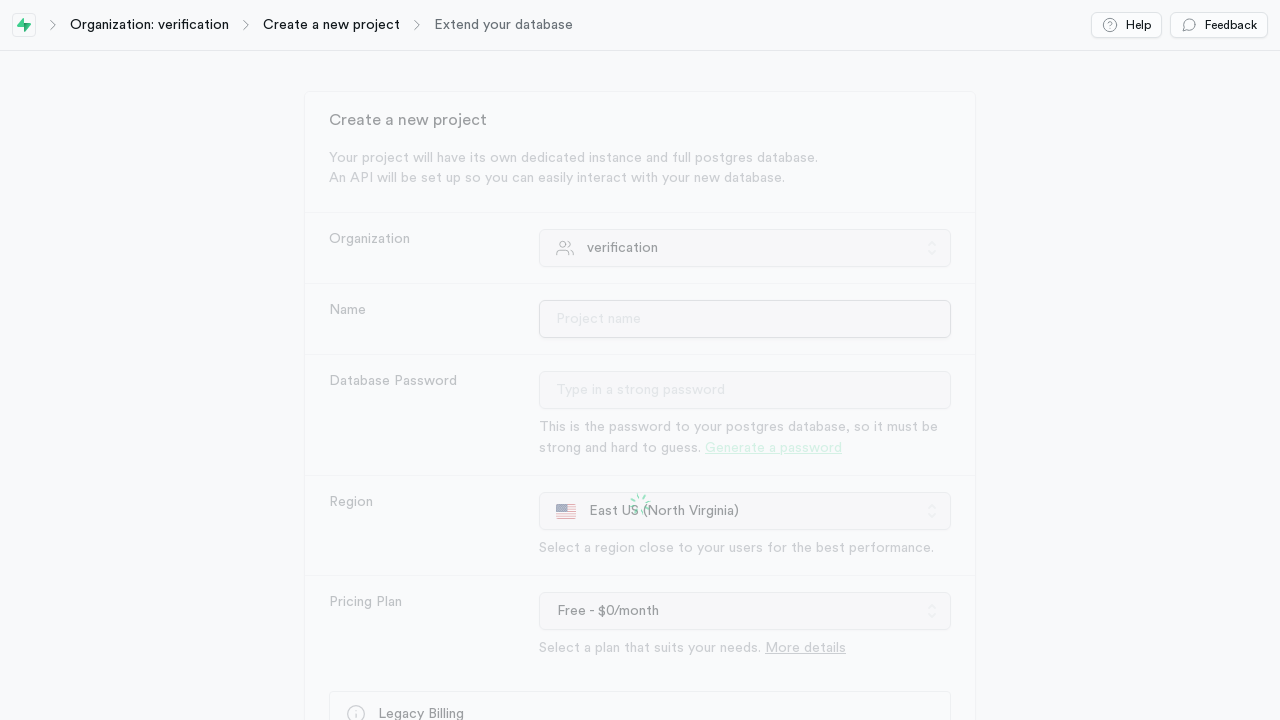 Organization: verification
Create a new project
Extend your database
Help
Feedback
Create a new project
Your project will have its own dedicated instance and full postgres database.
An API will be set up so you can easily interact with your new database.
Organization
verification
Name
Project name
Database Password
Type in a strong password
This is the password to your postgres database, so it must be
strong and hard to guess. Generate a password
Region
East US (North Virginia)
Select a region close to your users for the best performance.
Pricing Plan
Free - $0/month
Select a plan that suits your needs. More details
Legacy Billing